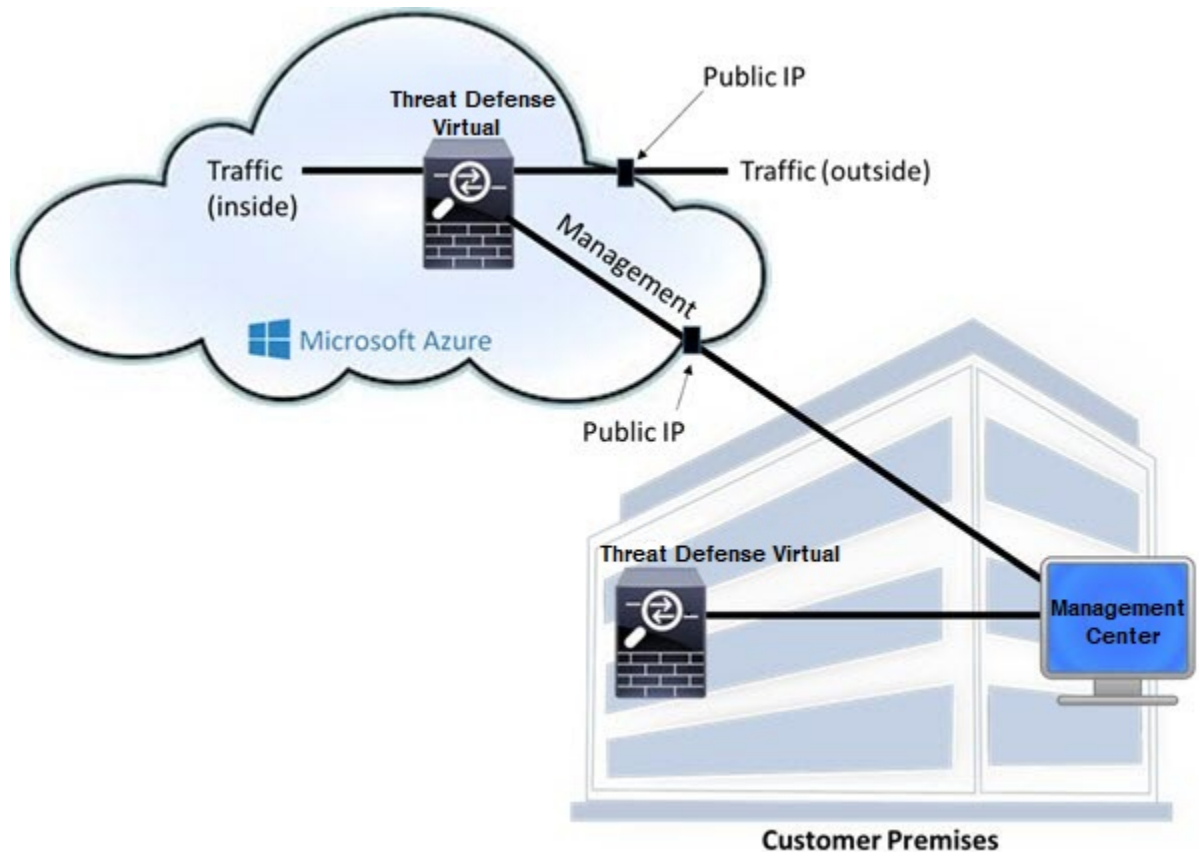 Public IP
Threat Defense
Virtual
Traffic
(inside)
Traffic (outside)
Management
Microsoft Azure
Public IP
Threat Defense Virtual
Management
Center
Customer Premises